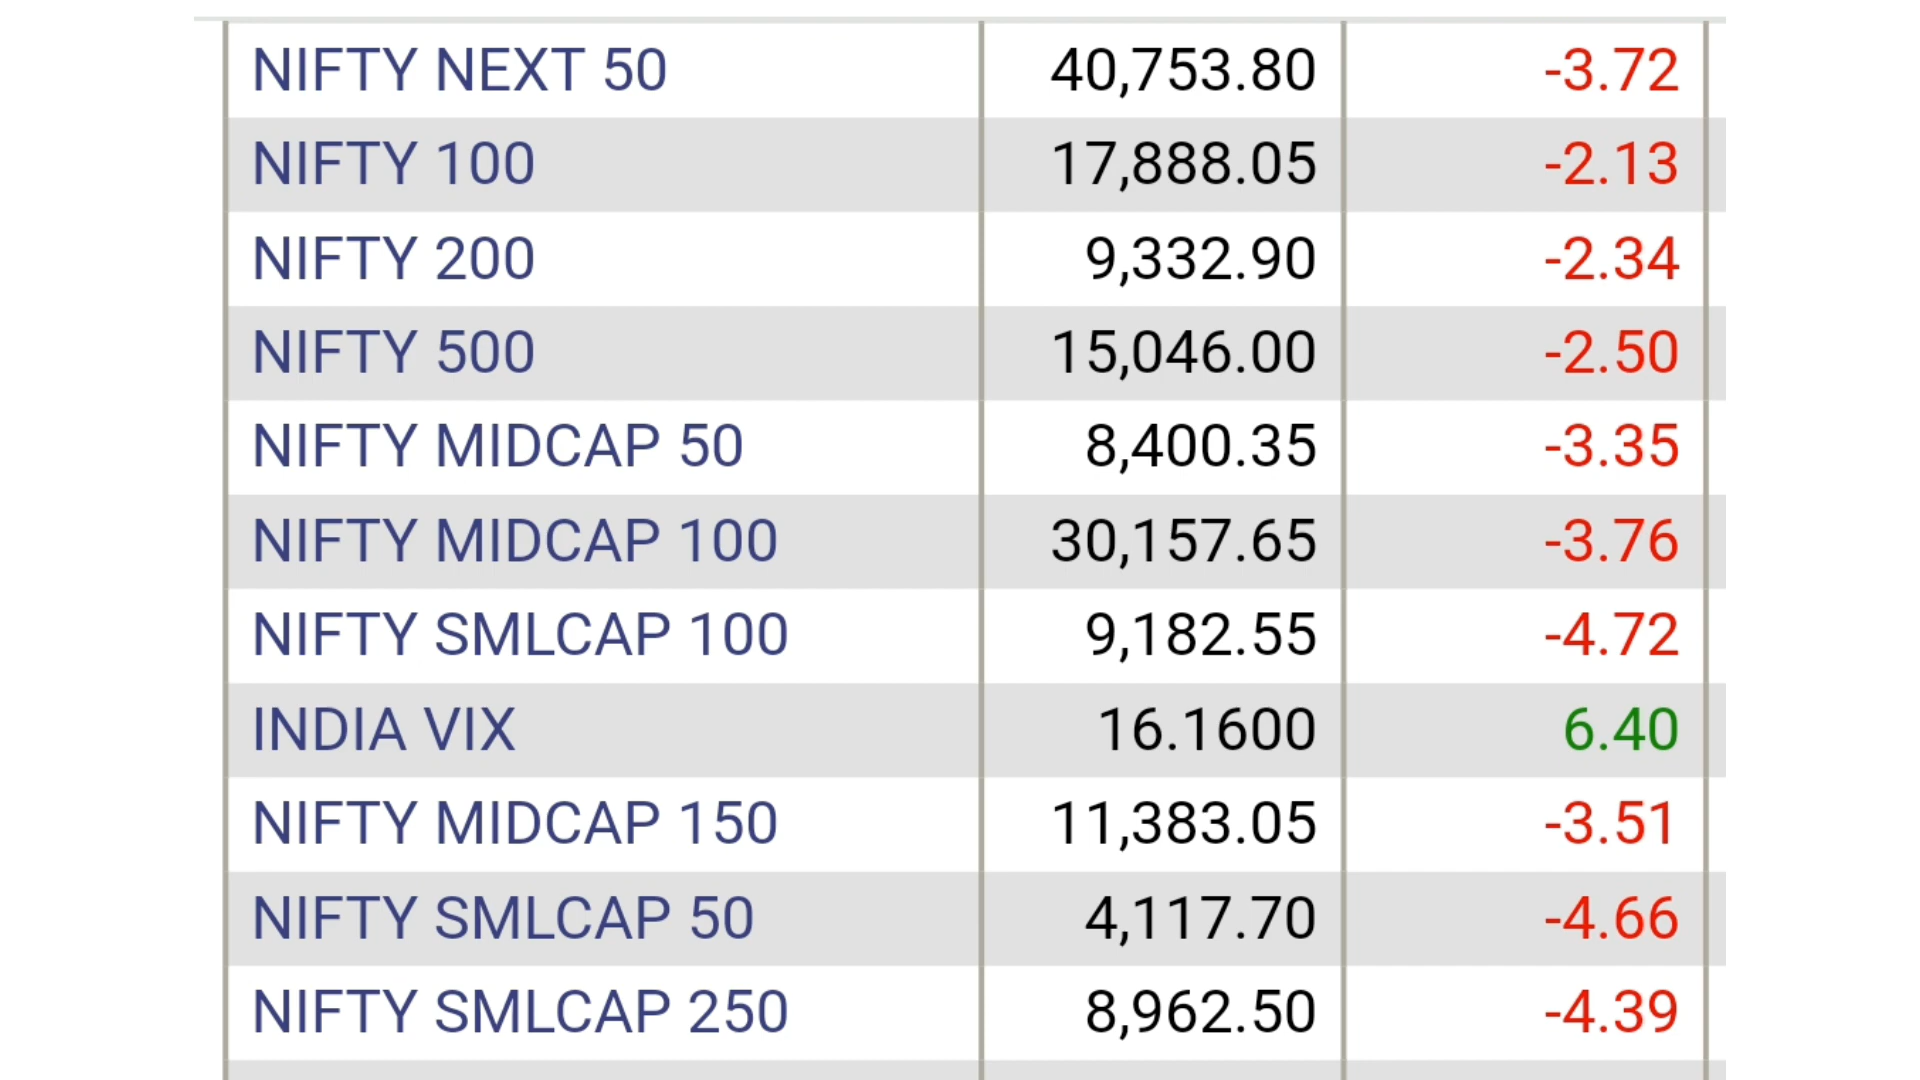 NIFTY NEXT 50 40,753.80 -3.72
NIFTY 100 17,888.05 -2.13
NIFTY 200 9,332.90 -2.34
NIFTY 500 15,046.00 -2.50
NIFTY MIDCAP 50 8,400.35 -3.35
NIFTY MIDCAP 100 30,157.65 -3.76
NIFTY SMLCAP 100 9,182.55 -4.72
INDIA VIX 16.1600 6.40
NIFTY MIDCAP 150 11,383.05 -3.51
NIFTY SMLCAP 50 4,117.70 -4.66
NIFTY SMLCAP 250 8,962.50 -4.39